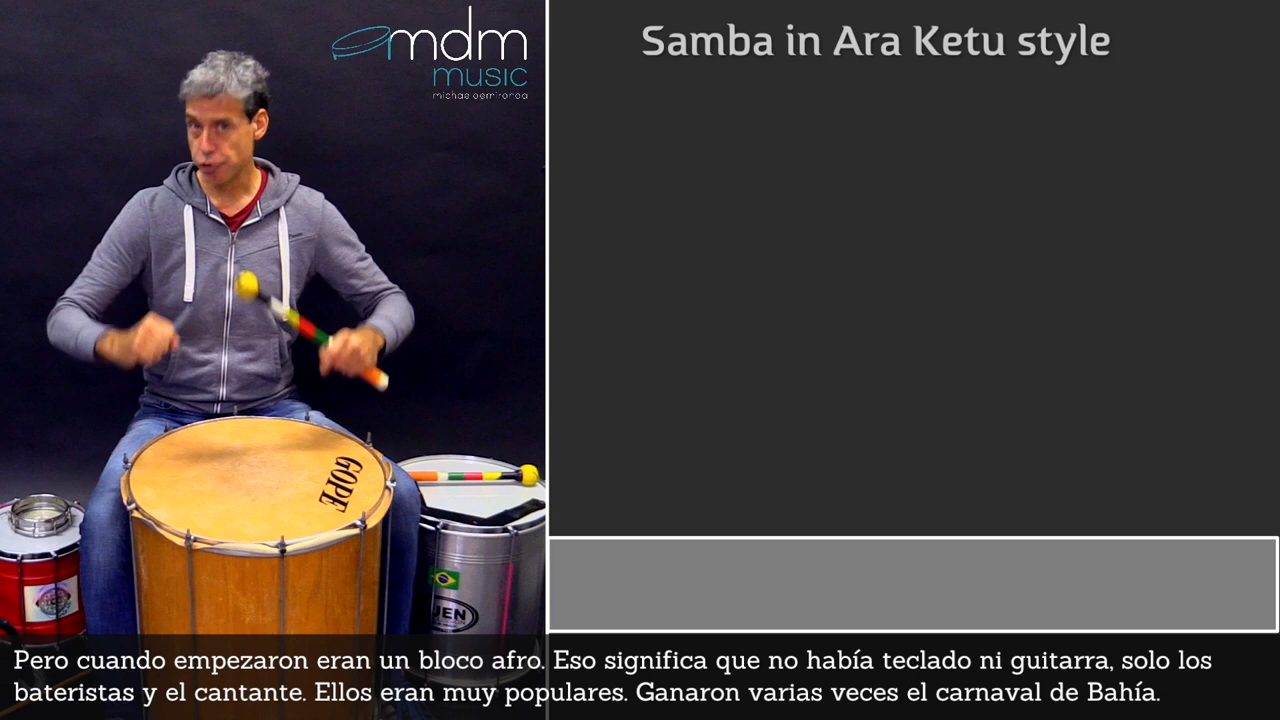 mdm
music
Samba in Ara Ketu style
GOPE
Pero cuando empezaron eran un bloco afro. Eso significa que no había teclado ni guitarra, solo los
bateristas y el cantante. Ellos eran muy populares. Ganaron varias veces el carnaval de Bahía.